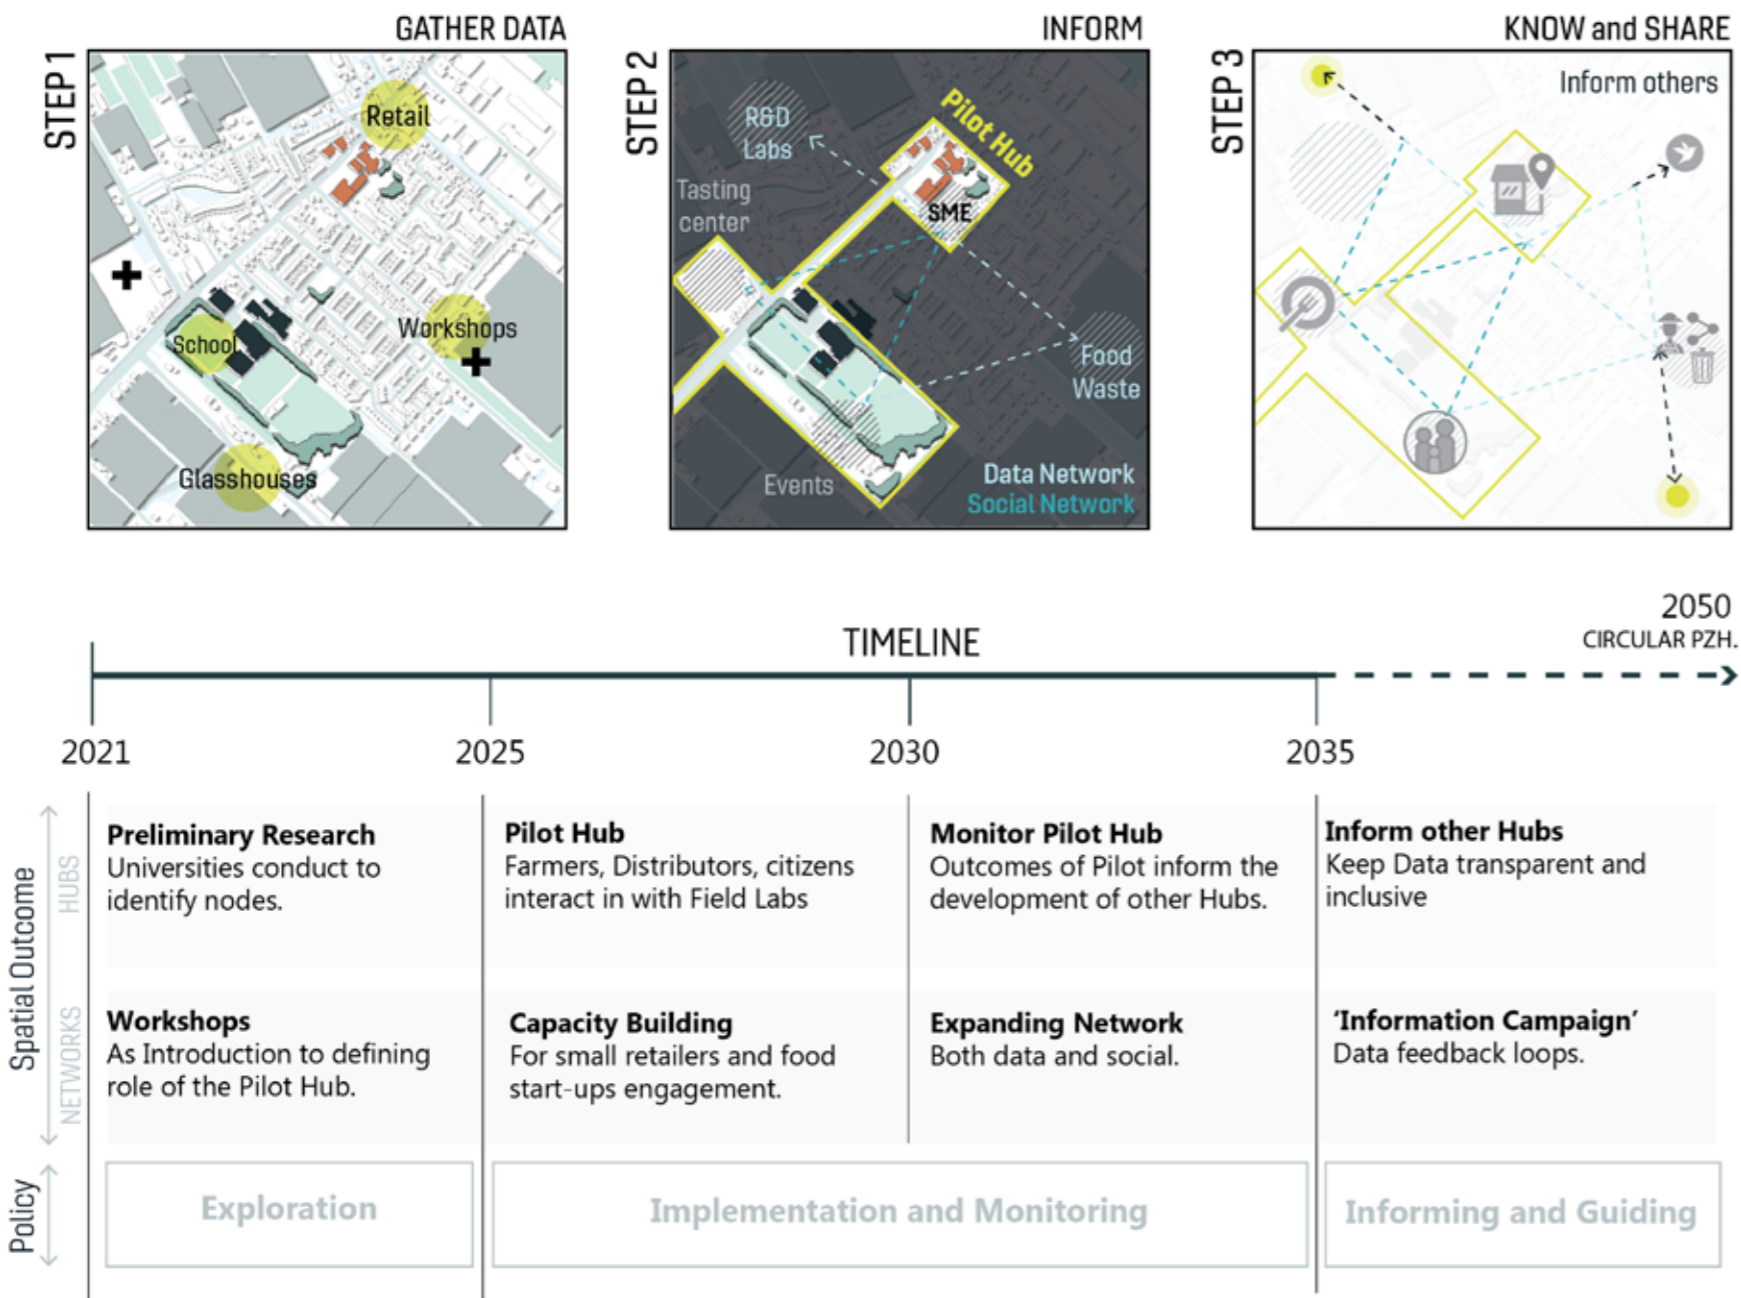 GATHER DATA
STEP 1
Retail
School
Workshops
Glasshouses
INFORM
STEP 2
R&D
Labs
Pilot Hub
Tasting
center
SME
Food
Waste
Events
Data Network
Social Network
KNOW and SHARE
STEP 3
Inform others
TIMELINE
2050
CIRCULAR PZH.
2021
2025
2030
2035
Spatial Outcome
HUBS
Preliminary Research
Universities conduct to
identify nodes.
Pilot Hub
Farmers, Distributors, citizens
interact in with Field Labs
Monitor Pilot Hub
Outcomes of Pilot inform the
development of other Hubs.
Inform other Hubs
Keep Data transparent and
inclusive
NETWORKS
Workshops
As Introduction to defining
role of the Pilot Hub.
Capacity Building
For small retailers and food
start-ups engagement.
Expanding Network
Both data and social.
‘Information Campaign’
Data feedback loops.
Policy
Exploration
Implementation and Monitoring
Informing and Guiding